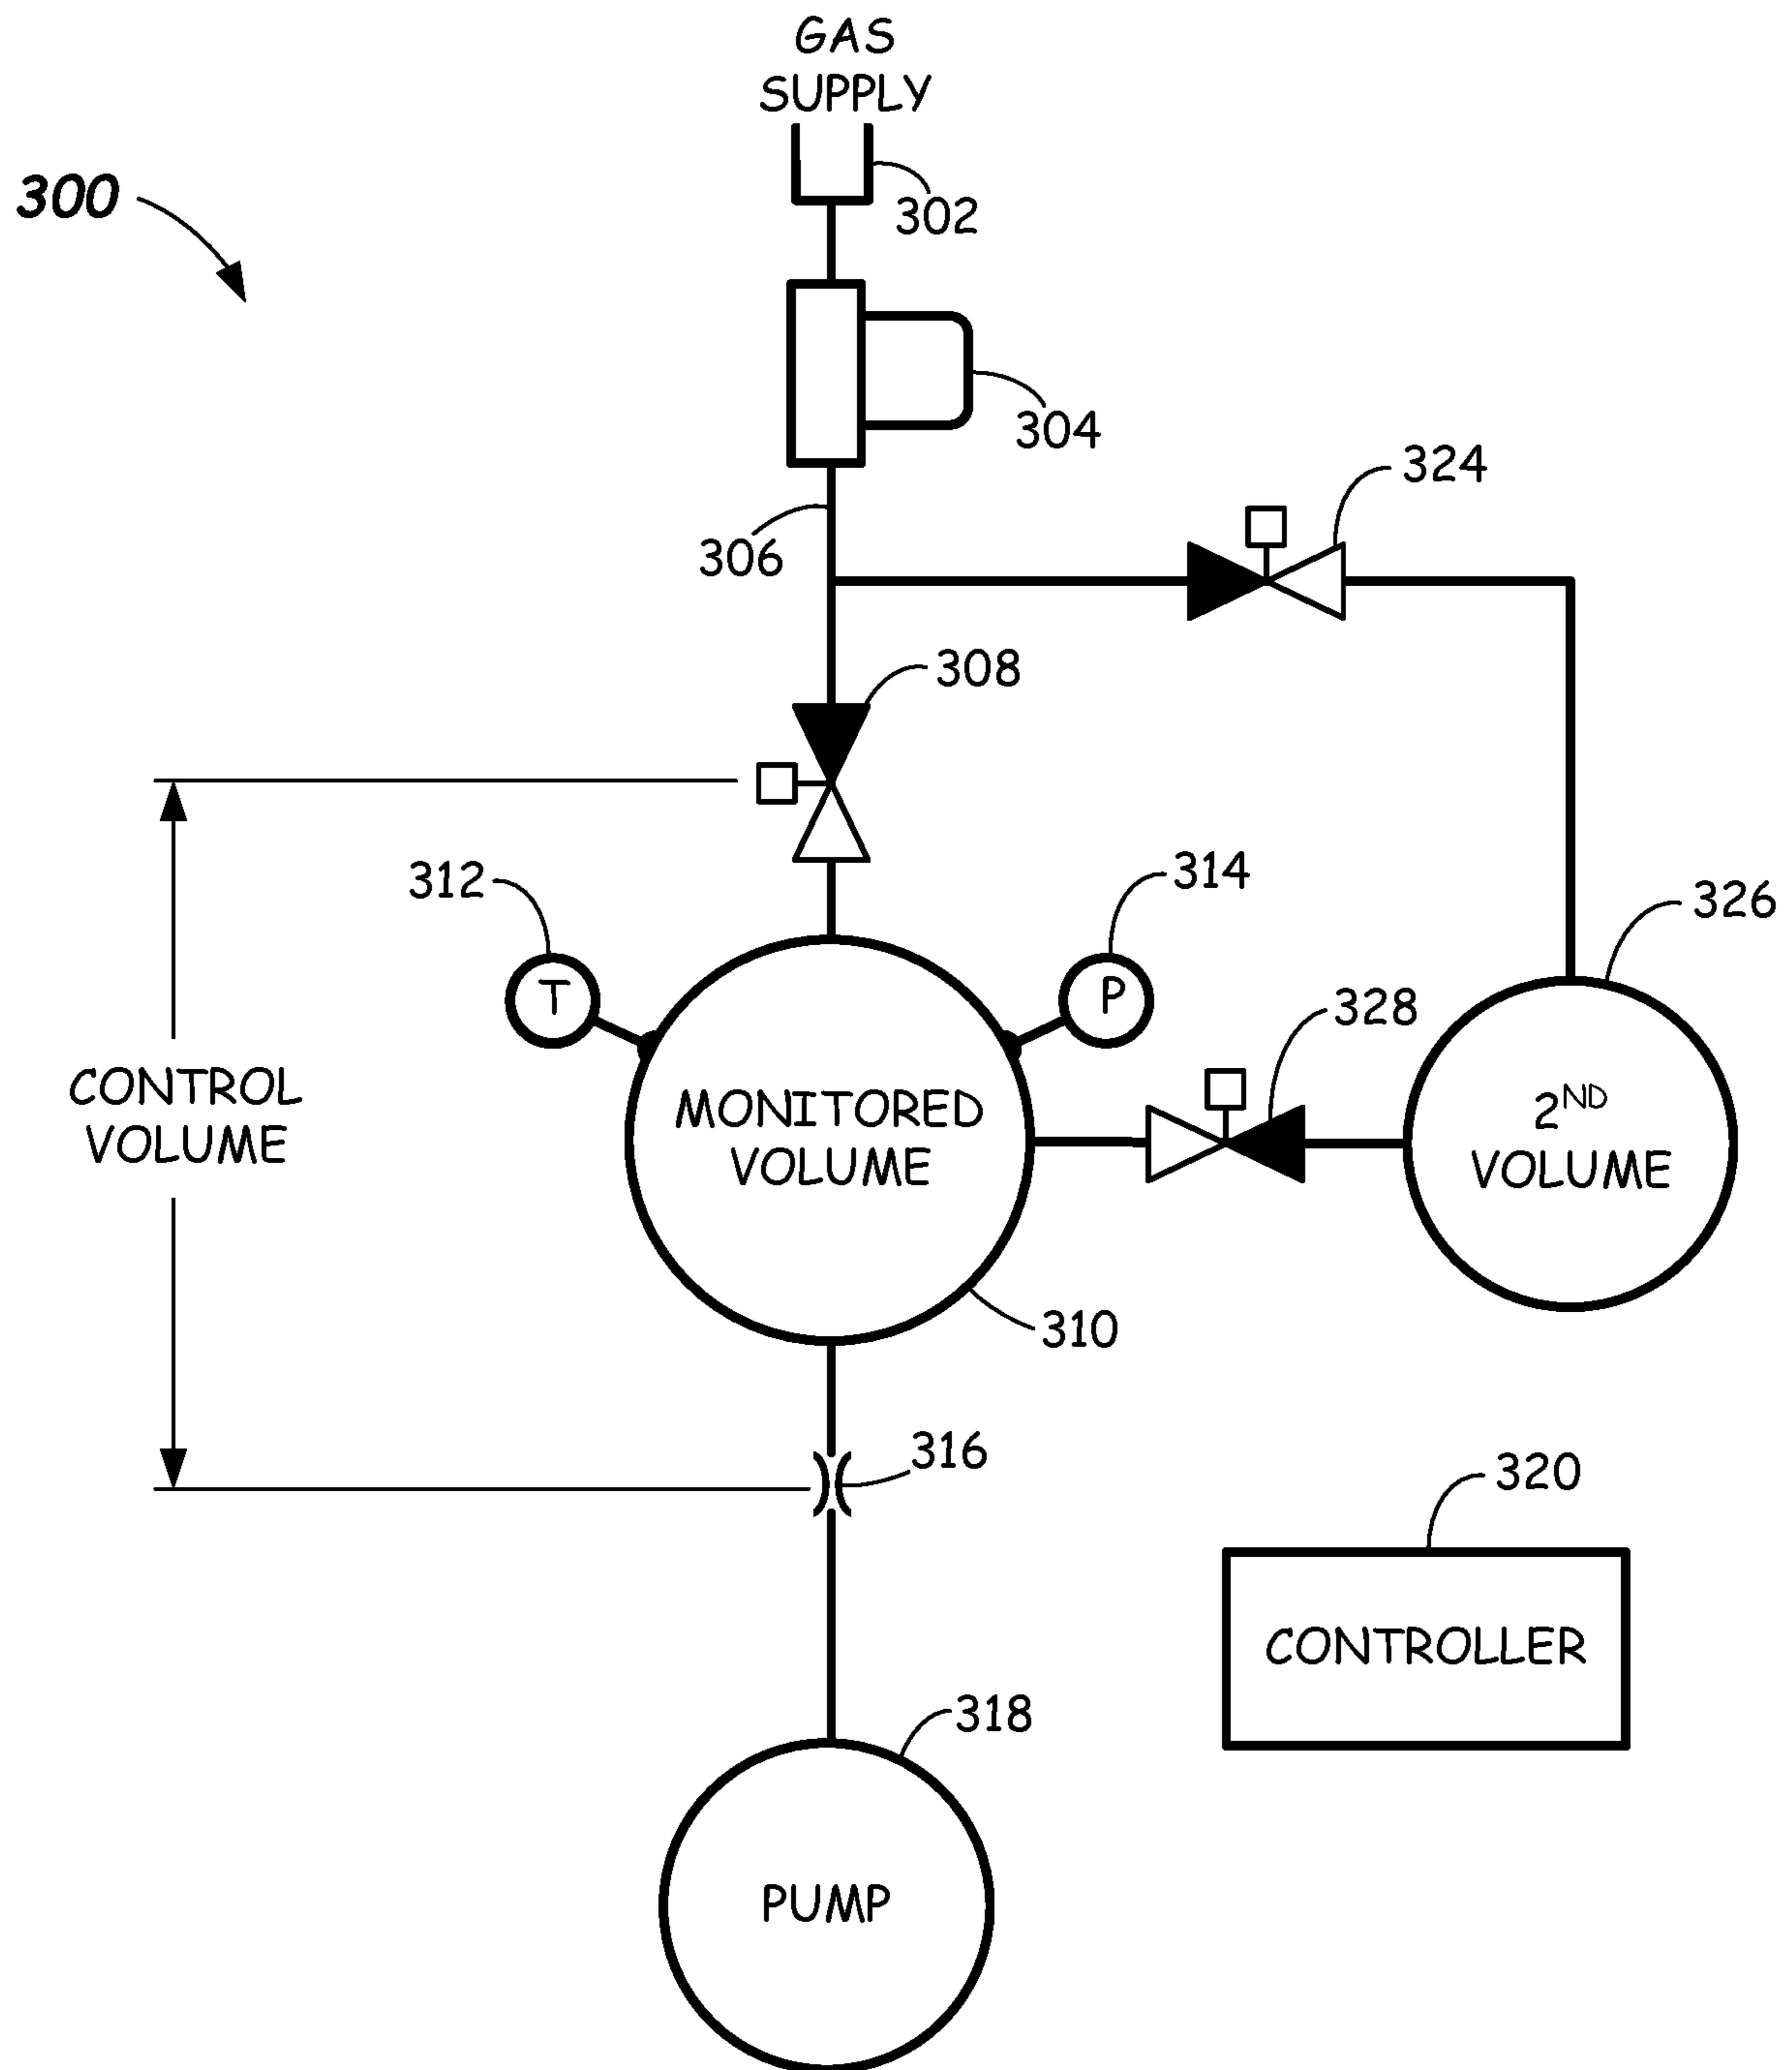 GAS
SUPPLY
300
302
304
324
306
308
312
314
326
T
P
328
CONTROL
VOLUME
MONITORED
VOLUME
2ND
VOLUME
310
316
320
CONTROLLER
318
PUMP